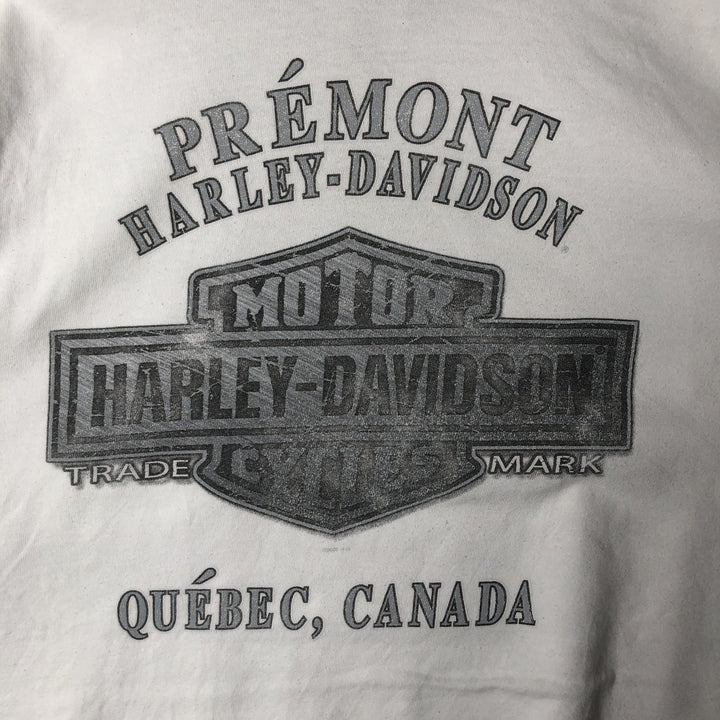 PRÉMONT
HARLEY-DAVIDSON
MOTOR
HARLEY-DAVIDSON
CYCLES
TRADE MARK
QUÉBEC, CANADA